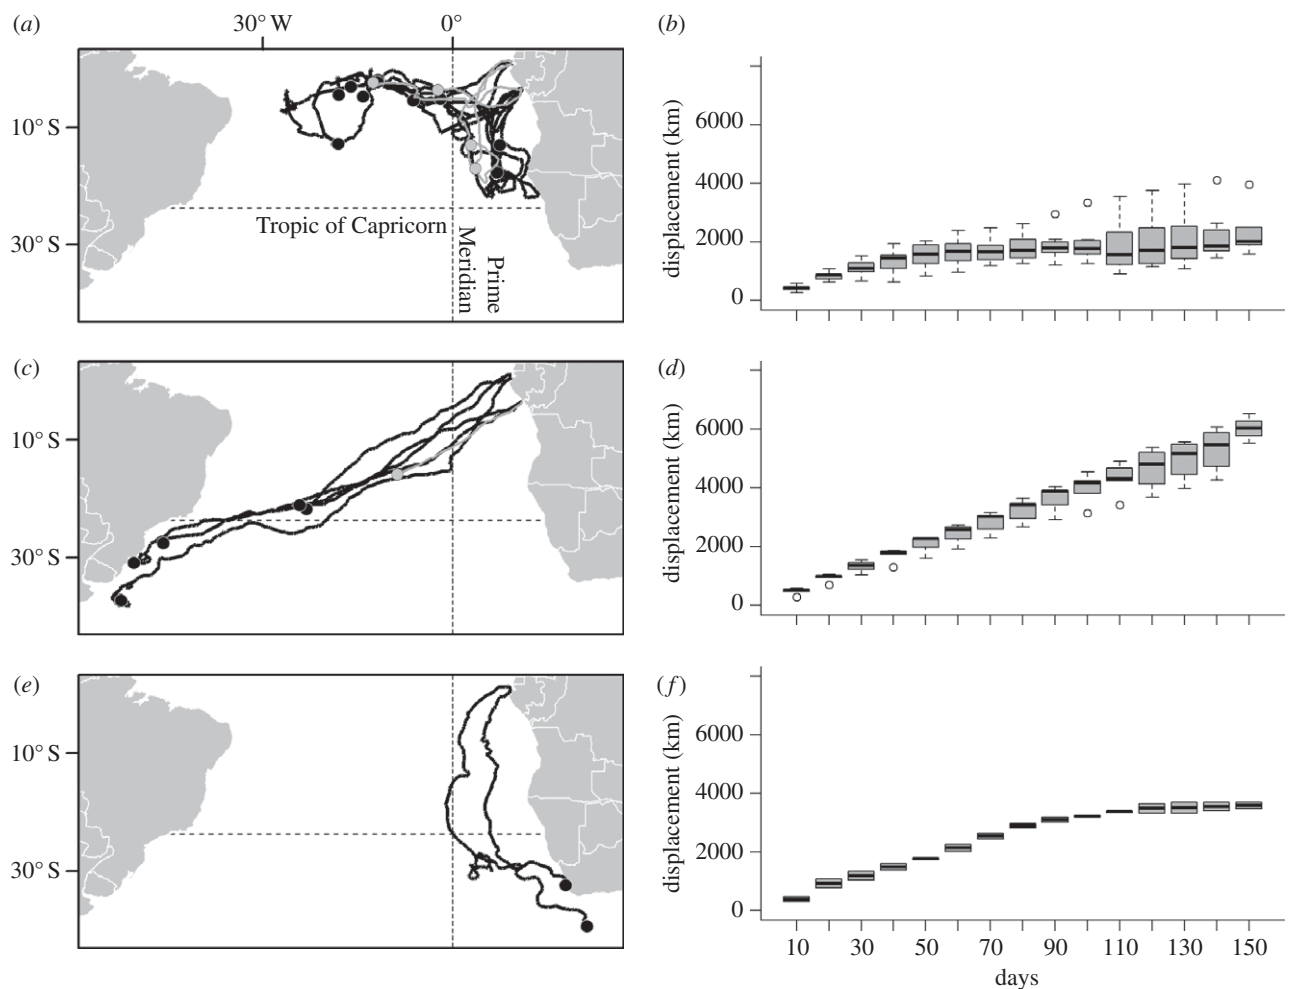 (a)
30° W
0°
(b)
10° S
30° S
Tropic of Capricorn
Prime
Meridian
displacement (km)
6000
4000
2000
0
(c)
10° S
30° S
(d)
displacement (km)
6000
4000
2000
0
(e)
10° S
30° S
(f)
displacement (km)
6000
4000
2000
0
10 30 50 70 90 110 130 150
days